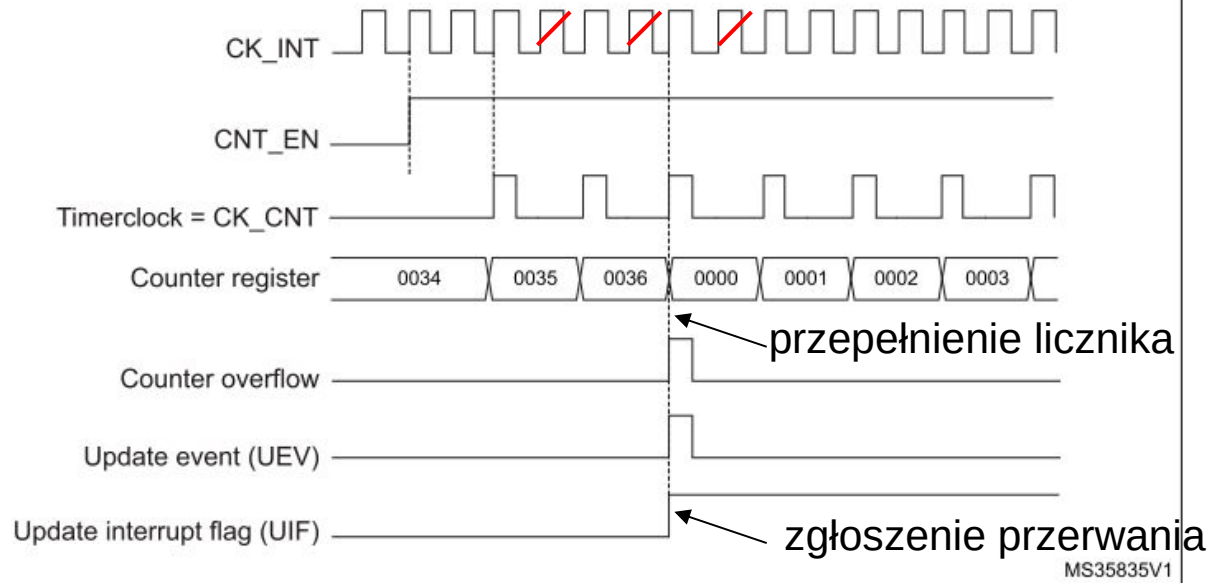 CK_INT
CNT_EN
Timerclock = CK_CNT
Counter register 0034 0035 0036 0000 0001 0002 0003
przepełnienie licznika
Counter overflow
Update event (UEV)
Update interrupt flag (UIF)
zgłoszenie przerwania
MS35835V1